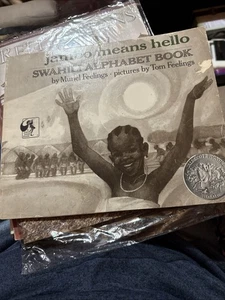 jambo means hello
SWAHILI ALPHABET BOOK
by Muriel Feelings · pictures by Tom Feelings